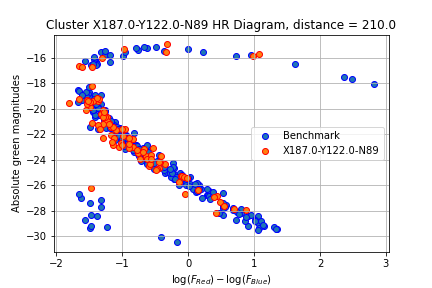 Cluster X187.0-Y122.0-N89 HR Diagram, distance = 210.0
Absolute green magnitudes
−16
−18
−20
−22
−24
−26
−28
−30
Benchmark
X187.0-Y122.0-N89
−2
−1
0
1
2
3
log(F_Red) − log(F_Blue)